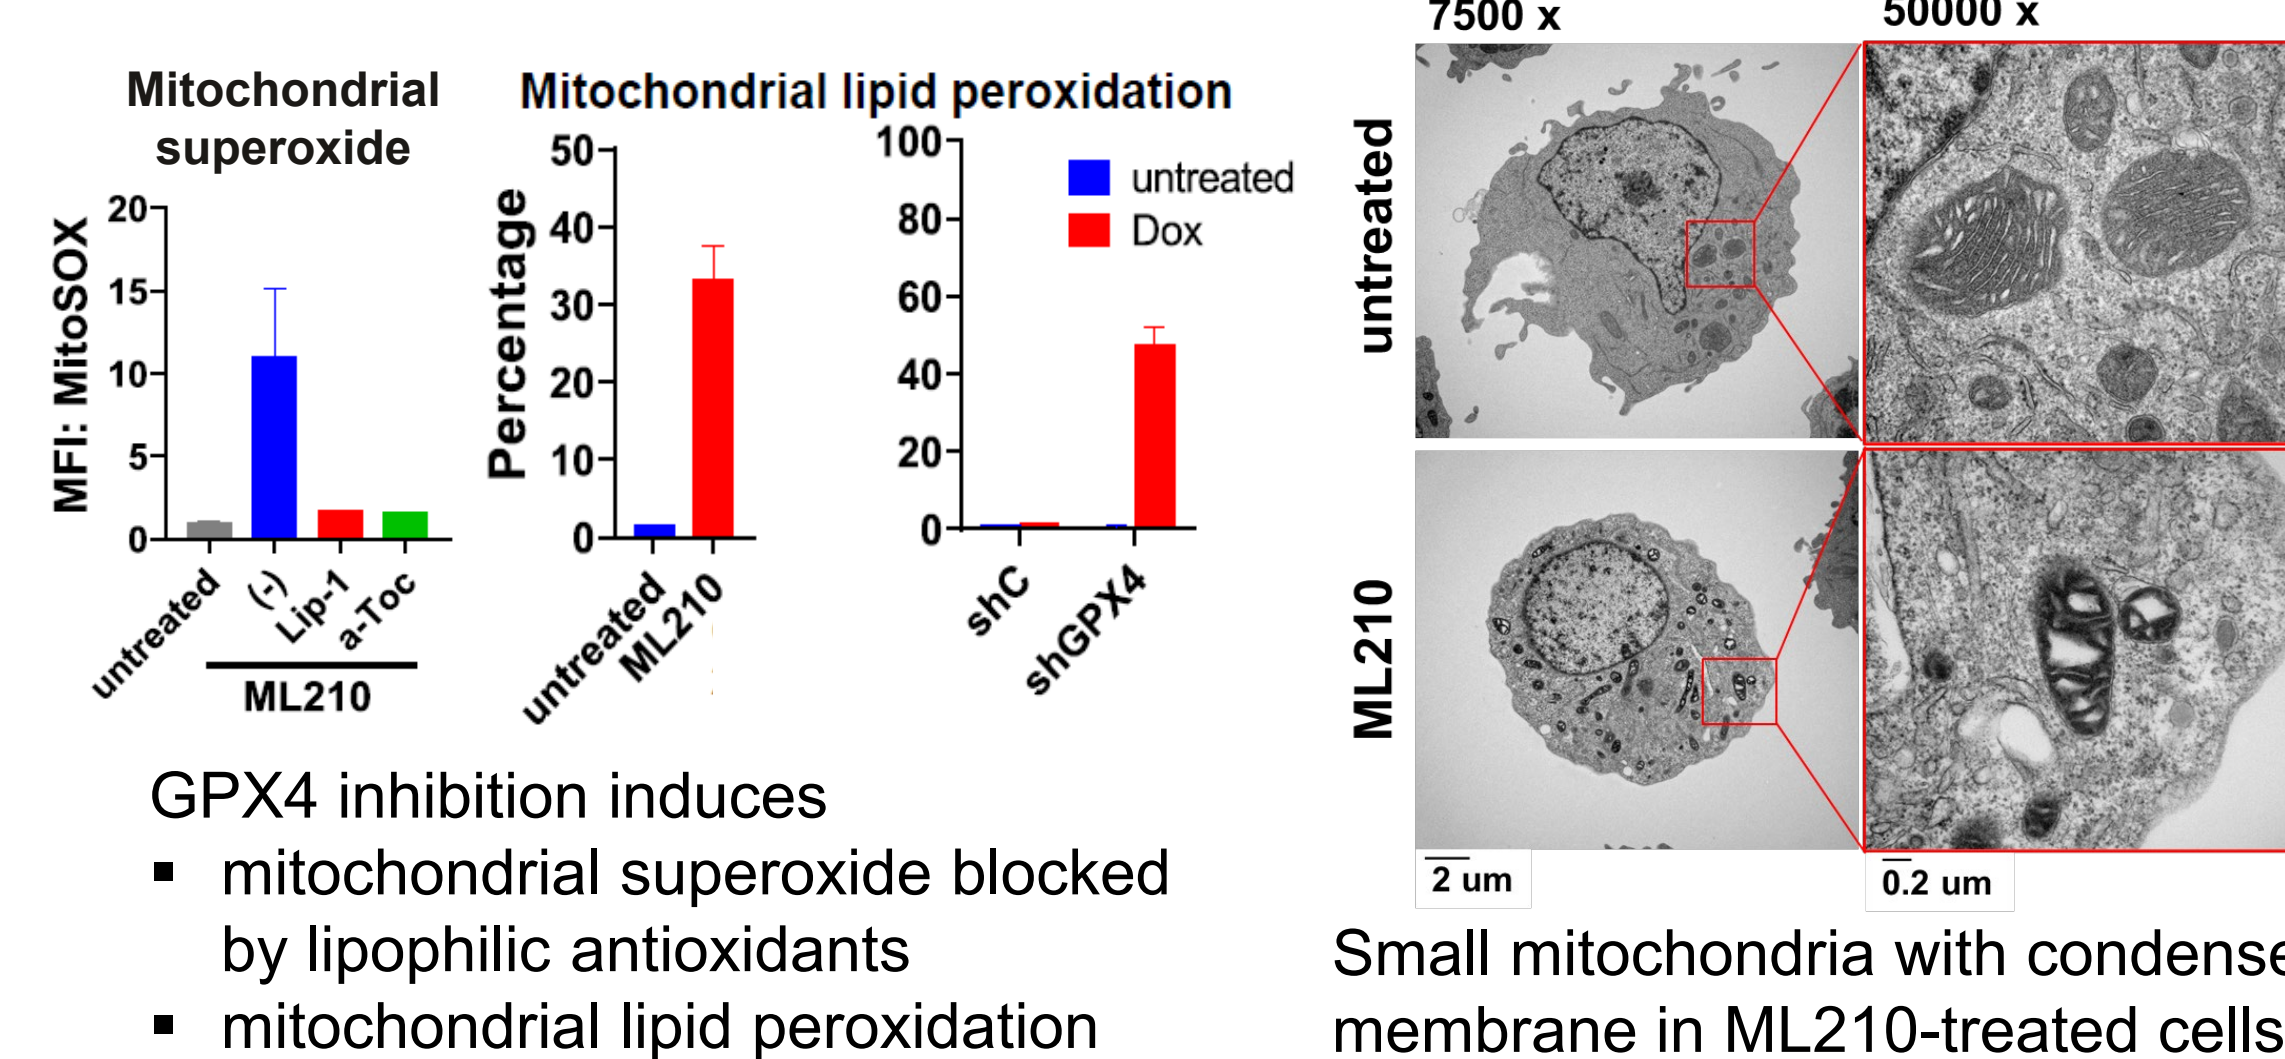 Mitochondrial
superoxide
MFI: MitoSOX
20
15
10
5
0
untreated
(-)
Lip-1
a-Toc
ML210
Mitochondrial lipid peroxidation
Percentage
50
40
30
20
10
0
untreated
ML210
100
80
60
40
20
0
untreated
Dox
shC
shGPX4
GPX4 inhibition induces
▪ mitochondrial superoxide blocked
by lipophilic antioxidants
▪ mitochondrial lipid peroxidation
7500 x
50000 x
untreated
ML210
2 um
0.2 um
Small mitochondria with condense
membrane in ML210-treated cells